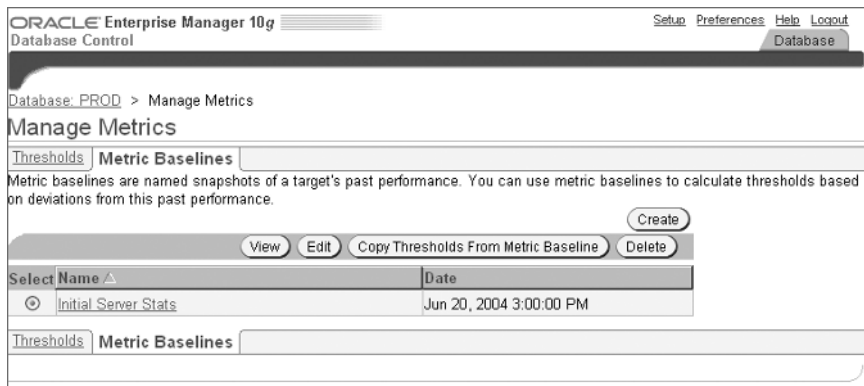 ORACLE Enterprise Manager 10g
Database Control
Setup Preferences Help Logout
Database
Database: PROD > Manage Metrics
Manage Metrics
Thresholds Metric Baselines
Metric baselines are named snapshots of a target's past performance. You can use metric baselines to calculate thresholds based
on deviations from this past performance.
Create
View Edit Copy Thresholds From Metric Baseline Delete
Select Name Date
Initial Server Stats Jun 20, 2004 3:00:00 PM
Thresholds Metric Baselines